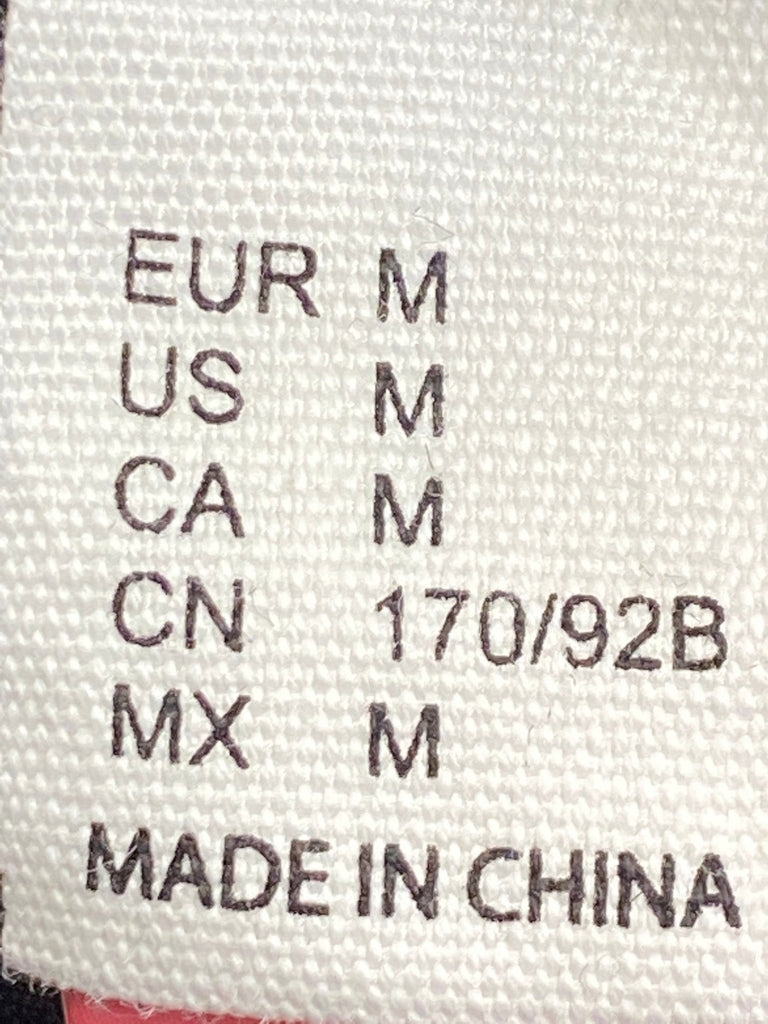 EUR M
US M
CA M
CN 170/92B
MX M
MADE IN CHINA